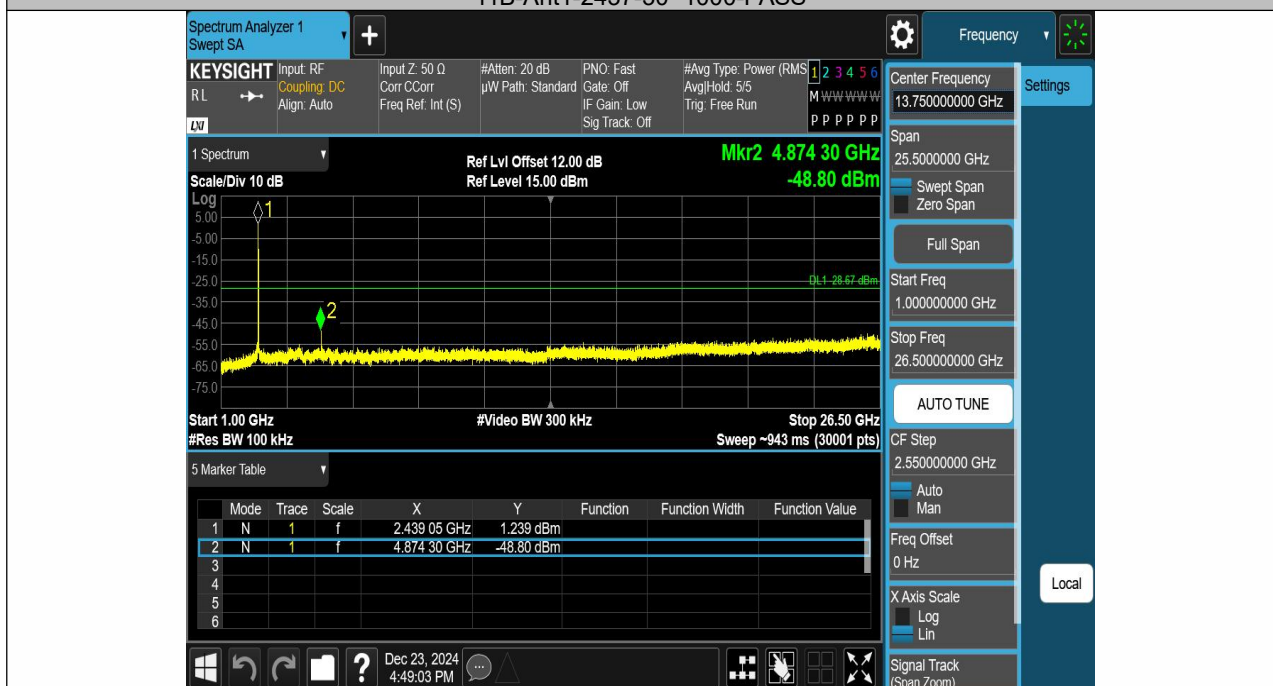 Spectrum Analyzer 1
Swept SA
+
Frequency
KEYSIGHT
RL
LXI
Input: RF
Coupling: DC
Align: Auto
Input Z: 50 Ω
Corr CCorr
Freq Ref: Int (S)
#Atten: 20 dB
µW Path: Standard
PNO: Fast
Gate: Off
IF Gain: Low
Sig Track: Off
#Avg Type: Power (RMS
Avg|Hold: 5/5
Trig: Free Run
1 2 3 4 5 6
M W W W W W
P P P P P P
1 Spectrum
Scale/Div 10 dB
Ref Lvl Offset 12.00 dB
Ref Level 15.00 dBm
Mkr2 4.874 30 GHz
-48.80 dBm
Log
5.00
-5.00
-15.0
-25.0
-35.0
-45.0
-55.0
-65.0
-75.0
1
2
DL1 -28.67 dBm
Start 1.00 GHz
#Res BW 100 kHz
#Video BW 300 kHz
Stop 26.50 GHz
Sweep ~943 ms (30001 pts)
5 Marker Table
Mode Trace Scale X Y Function Function Width Function Value
1 N 1 f 2.439 05 GHz 1.239 dBm
2 N 1 f 4.874 30 GHz -48.80 dBm
3
4
5
6
?
Dec 23, 2024
4:49:03 PM
Center Frequency
13.750000000 GHz
Settings
Span
25.5000000 GHz
Swept Span
Zero Span
Full Span
Start Freq
1.000000000 GHz
Stop Freq
26.500000000 GHz
AUTO TUNE
CF Step
2.550000000 GHz
Auto
Man
Freq Offset
0 Hz
X Axis Scale
Log
Lin
Signal Track
(Span Zoom)
Local